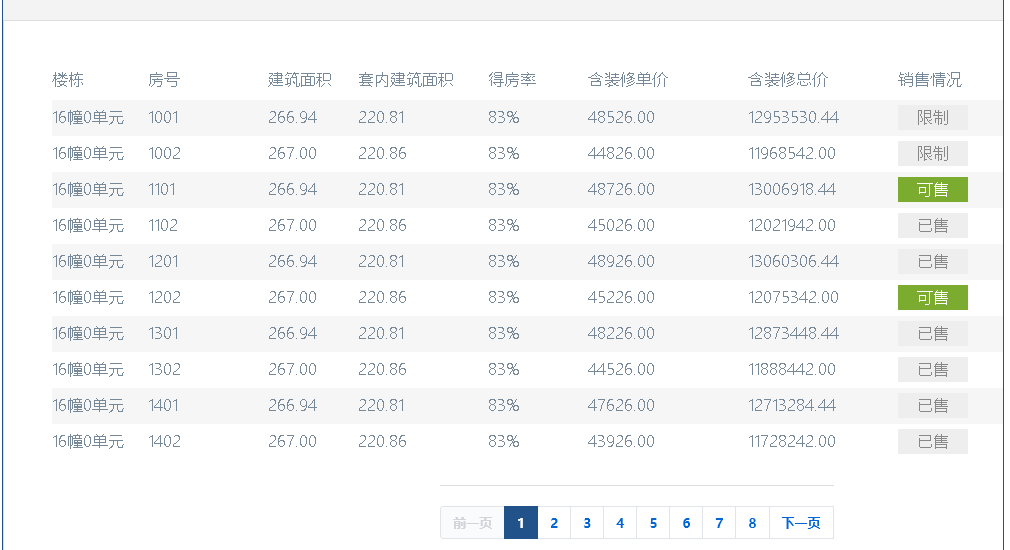 楼栋 房号 建筑面积 套内建筑面积 得房率 含装修单价 含装修总价 销售情况
16幢0单元 1001 266.94 220.81 83% 48526.00 12953530.44 限制
16幢0单元 1002 267.00 220.86 83% 44826.00 11968542.00 限制
16幢0单元 1101 266.94 220.81 83% 48726.00 13006918.44 可售
16幢0单元 1102 267.00 220.86 83% 45026.00 12021942.00 已售
16幢0单元 1201 266.94 220.81 83% 48926.00 13060306.44 已售
16幢0单元 1202 267.00 220.86 83% 45226.00 12075342.00 可售
16幢0单元 1301 266.94 220.81 83% 48226.00 12873448.44 已售
16幢0单元 1302 267.00 220.86 83% 44526.00 11888442.00 已售
16幢0单元 1401 266.94 220.81 83% 47626.00 12713284.44 已售
16幢0单元 1402 267.00 220.86 83% 43926.00 11728242.00 已售
前一页 1 2 3 4 5 6 7 8 下一页